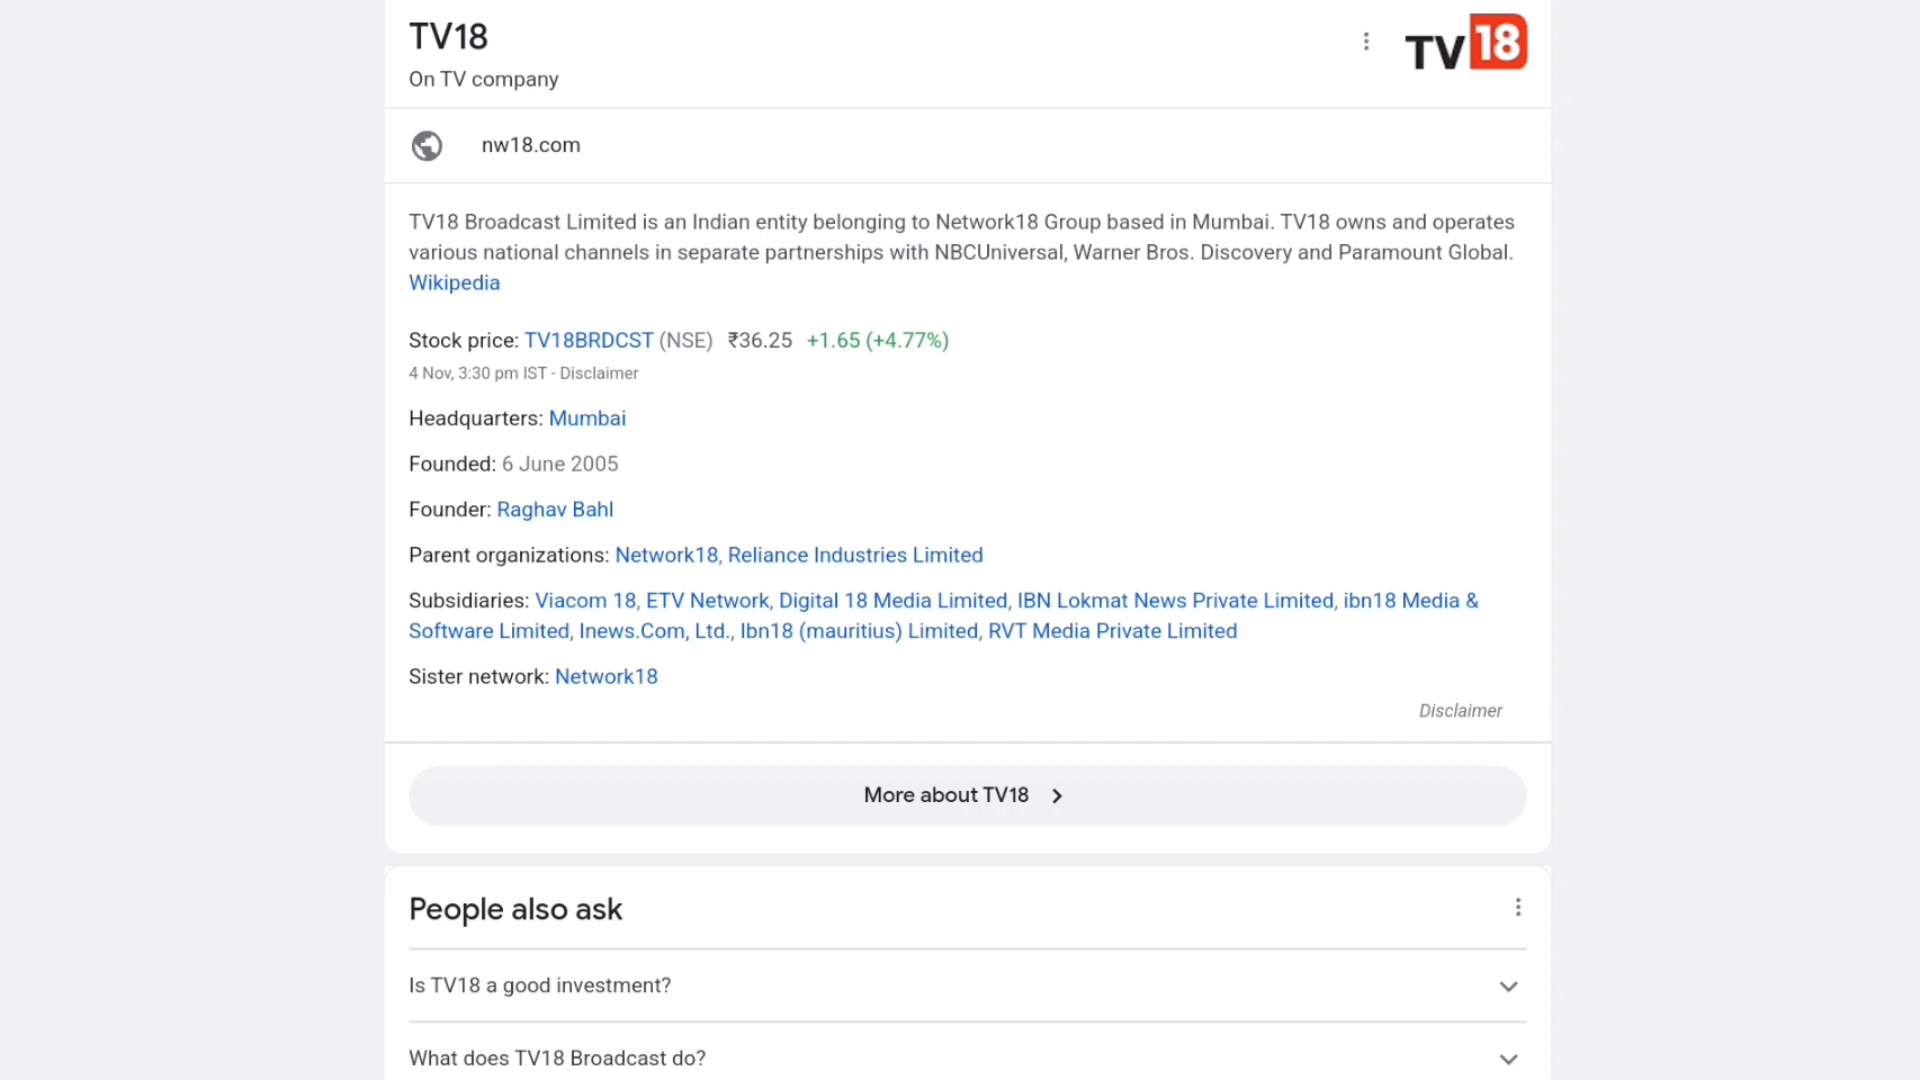 TV18
TV18
On TV company
nw18.com
TV18 Broadcast Limited is an Indian entity belonging to Network18 Group based in Mumbai. TV18 owns and operates
various national channels in separate partnerships with NBCUniversal, Warner Bros. Discovery and Paramount Global.
Wikipedia
Stock price: TV18BRDCST (NSE) ₹36.25 +1.65 (+4.77%)
4 Nov, 3:30 pm IST - Disclaimer
Headquarters: Mumbai
Founded: 6 June 2005
Founder: Raghav Bahl
Parent organizations: Network18, Reliance Industries Limited
Subsidiaries: Viacom 18, ETV Network, Digital 18 Media Limited, IBN Lokmat News Private Limited, ibn18 Media &
Software Limited, Inews.Com, Ltd., Ibn18 (mauritius) Limited, RVT Media Private Limited
Sister network: Network18
Disclaimer
More about TV18
People also ask
Is TV18 a good investment?
What does TV18 Broadcast do?